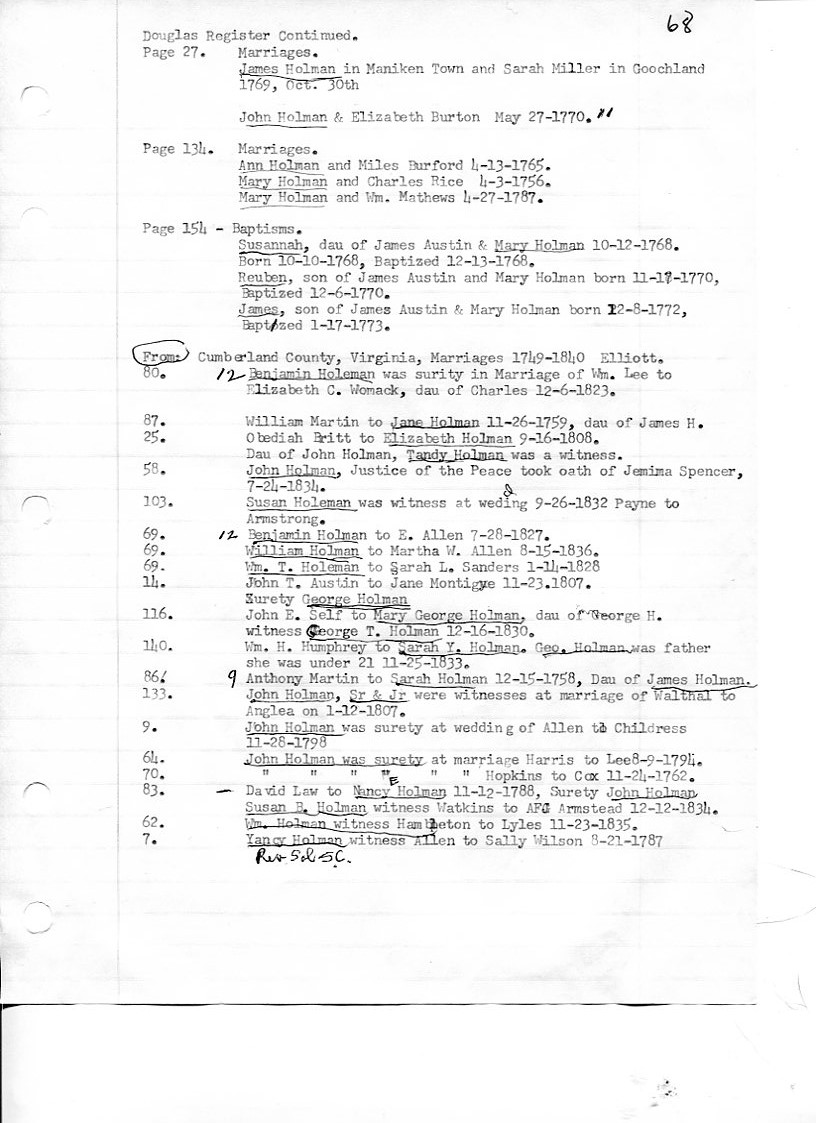 68
Douglas Register Continued.
Page 27. Marriages.
James Holman in Maniken Town and Sarah Miller in Goochland
1769, Oct. 30th
John Holman & Elizabeth Burton May 27-1770."
Page 134. Marriages.
Ann Holman and Miles Burford 4-13-1765.
Mary Holman and Charles Rice 4-3-1756.
Mary Holman and Wm. Mathews 4-27-1787.
Page 154 - Baptisms.
Susannah, dau of James Austin & Mary Holman 10-12-1768.
Born 10-10-1768, Baptized 12-13-1768.
Reuben, son of James Austin and Mary Holman born 11-1-1770,
Baptized 12-6-1770.
James, son of James Austin & Mary Holman born 12-8-1772,
Baptized 1-17-1773.
From: Cumberland County, Virginia, Marriages 1749-1840 Elliott.
80. 12 Benjamin Holeman was surity in Marriage of Wm. Lee to
Elizabeth C. Womack, dau of Charles 12-6-1823.
87. William Martin to Jane Holman 11-26-1759, dau of James H.
25. Obediah Britt to Elizabeth Holman 9-16-1808.
Dau of John Holman, Tandy Holman was a witness.
58. John Holman, Justice of the Peace took oath of Jemima Spencer,
7-24-1834.
103. Susan Holeman was witness at wedding 9-26-1832 Payne to
Armstrong.
69. 12 Benjamin Holman to E. Allen 7-28-1827.
69. William Holman to Martha W. Allen 8-15-1836.
69. Wm. T. Holeman to Sarah L. Sanders 1-14-1828
14. John T. Austin to Jane Montigue 11-23.1807.
Surety George Holman
116. John E. Self to Mary George Holman, dau of George H.
witness George T. Holman 12-16-1830.
140. Wm. H. Humphrey to Sarah Y. Holman. Geo. Holman was father
she was under 21 11-25-1833.
86. 9 Anthony Martin to Sarah Holman 12-15-1758, Dau of James Holman.
133. John Holman, Sr & Jr were witnesses at marriage of Walthal to
Anglea on 1-12-1807.
9. John Holman was surety at wedding of Allen to Childress
11-28-1798
64. John Holman was surety at marriage Harris to Lee8-9-1794.
70. " " " " " " Hopkins to Cox 11-24-1762.
83. — David Law to Nancy Holman 11-12-1788, Surety John Holman
Susan E. Holman witness Watkins to Armstead 12-12-1834.
62. Wm. Holman witness Hambleton to Lyles 11-23-1835.
7. Yancy Holman witness Allen to Sally Wilson 8-21-1787
Rev Sol SC.